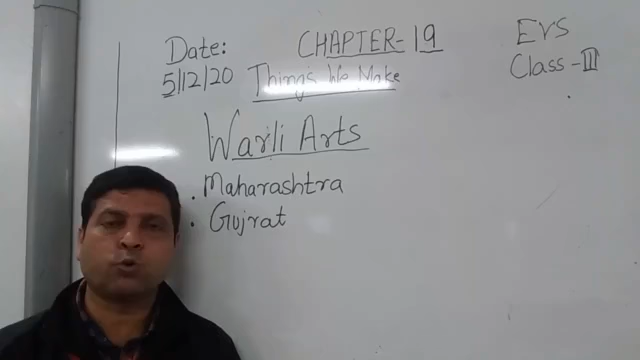 Date:
5/12/20
CHAPTER-19
Things We Make
EVS
Class-III
Warli Arts
. Maharashtra
. Gujrat